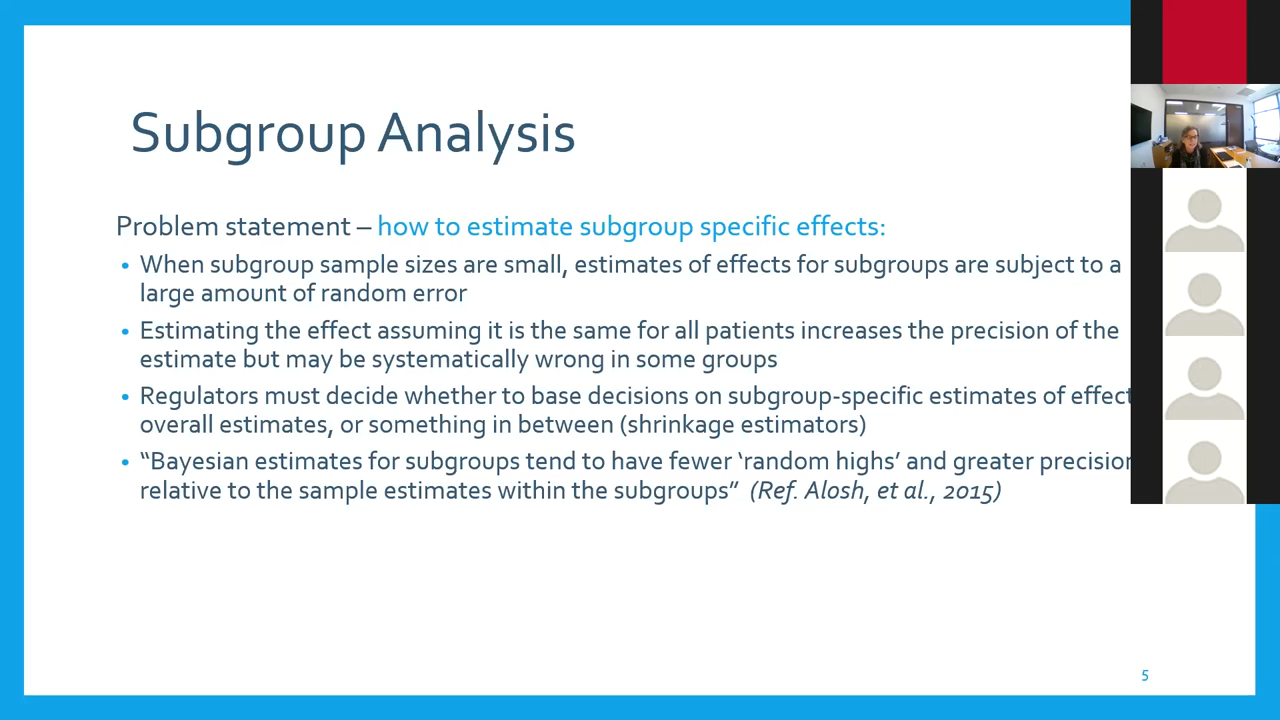 Subgroup Analysis
Problem statement – how to estimate subgroup specific effects:
• When subgroup sample sizes are small, estimates of effects for subgroups are subject to a
large amount of random error
• Estimating the effect assuming it is the same for all patients increases the precision of the
estimate but may be systematically wrong in some groups
• Regulators must decide whether to base decisions on subgroup-specific estimates of effect
overall estimates, or something in between (shrinkage estimators)
• “Bayesian estimates for subgroups tend to have fewer ‘random highs’ and greater precision
relative to the sample estimates within the subgroups” (Ref. Alosh, et al., 2015)
5